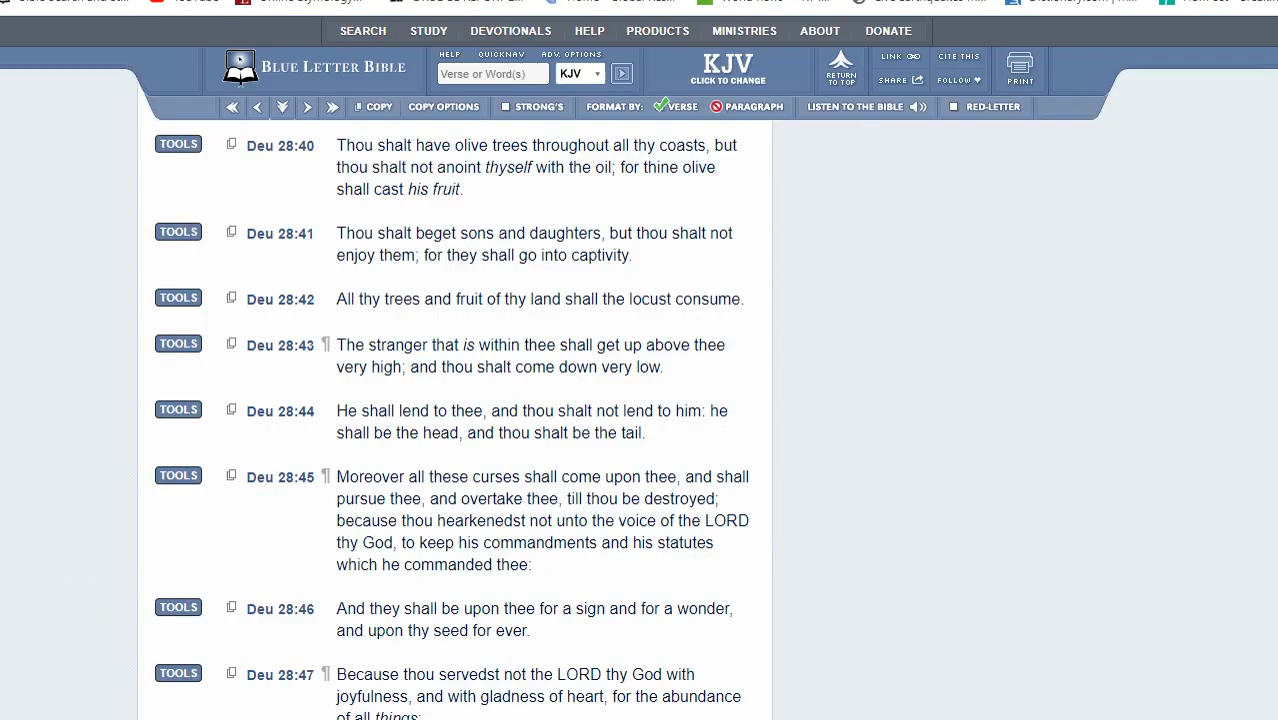 SEARCH STUDY DEVOTIONALS HELP PRODUCTS MINISTRIES ABOUT DONATE
HELP QUICKNAV ADV. OPTIONS
BLUE LETTER BIBLE
Verse or Word(s) KJV
KJV
CLICK TO CHANGE
RETURN
TO TOP
LINK CITE THIS
SHARE FOLLOW
PRINT
COPY COPY OPTIONS STRONG'S FORMAT BY: VERSE PARAGRAPH LISTEN TO THE BIBLE RED-LETTER
TOOLS Deu 28:40 Thou shalt have olive trees throughout all thy coasts, but
thou shalt not anoint thyself with the oil; for thine olive
shall cast his fruit.
TOOLS Deu 28:41 Thou shalt beget sons and daughters, but thou shalt not
enjoy them; for they shall go into captivity.
TOOLS Deu 28:42 All thy trees and fruit of thy land shall the locust consume.
TOOLS Deu 28:43 ¶ The stranger that is within thee shall get up above thee
very high; and thou shalt come down very low.
TOOLS Deu 28:44 He shall lend to thee, and thou shalt not lend to him: he
shall be the head, and thou shalt be the tail.
TOOLS Deu 28:45 ¶ Moreover all these curses shall come upon thee, and shall
pursue thee, and overtake thee, till thou be destroyed;
because thou hearkenedst not unto the voice of the LORD
thy God, to keep his commandments and his statutes
which he commanded thee:
TOOLS Deu 28:46 And they shall be upon thee for a sign and for a wonder,
and upon thy seed for ever.
TOOLS Deu 28:47 ¶ Because thou servedst not the LORD thy God with
joyfulness, and with gladness of heart, for the abundance
of all things;